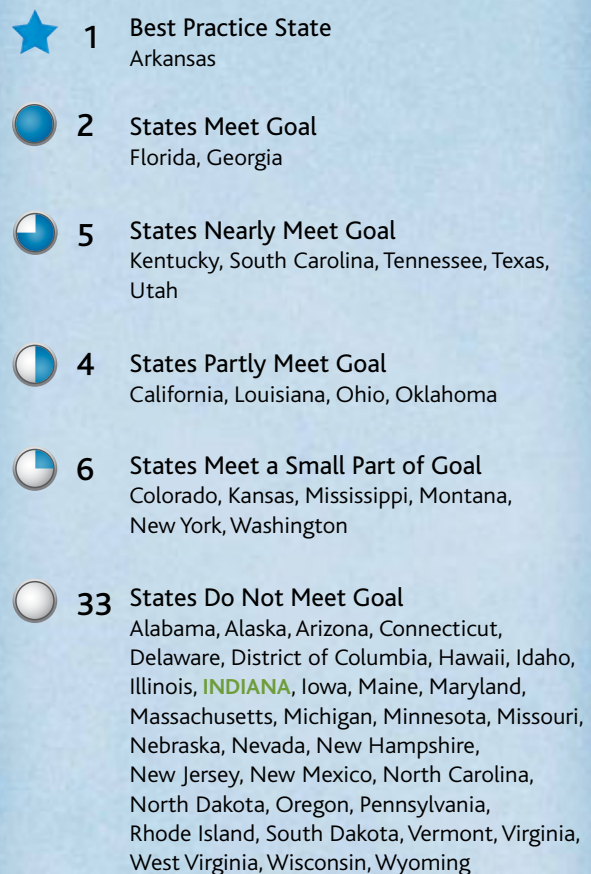 1 Best Practice State
Arkansas
2 States Meet Goal
Florida, Georgia
5 States Nearly Meet Goal
Kentucky, South Carolina, Tennessee, Texas,
Utah
4 States Partly Meet Goal
California, Louisiana, Ohio, Oklahoma
6 States Meet a Small Part of Goal
Colorado, Kansas, Mississippi, Montana,
New York, Washington
33 States Do Not Meet Goal
Alabama, Alaska, Arizona, Connecticut,
Delaware, District of Columbia, Hawaii, Idaho,
Illinois, INDIANA, Iowa, Maine, Maryland,
Massachusetts, Michigan, Minnesota, Missouri,
Nebraska, Nevada, New Hampshire,
New Jersey, New Mexico, North Carolina,
North Dakota, Oregon, Pennsylvania,
Rhode Island, South Dakota, Vermont, Virginia,
West Virginia, Wisconsin, Wyoming